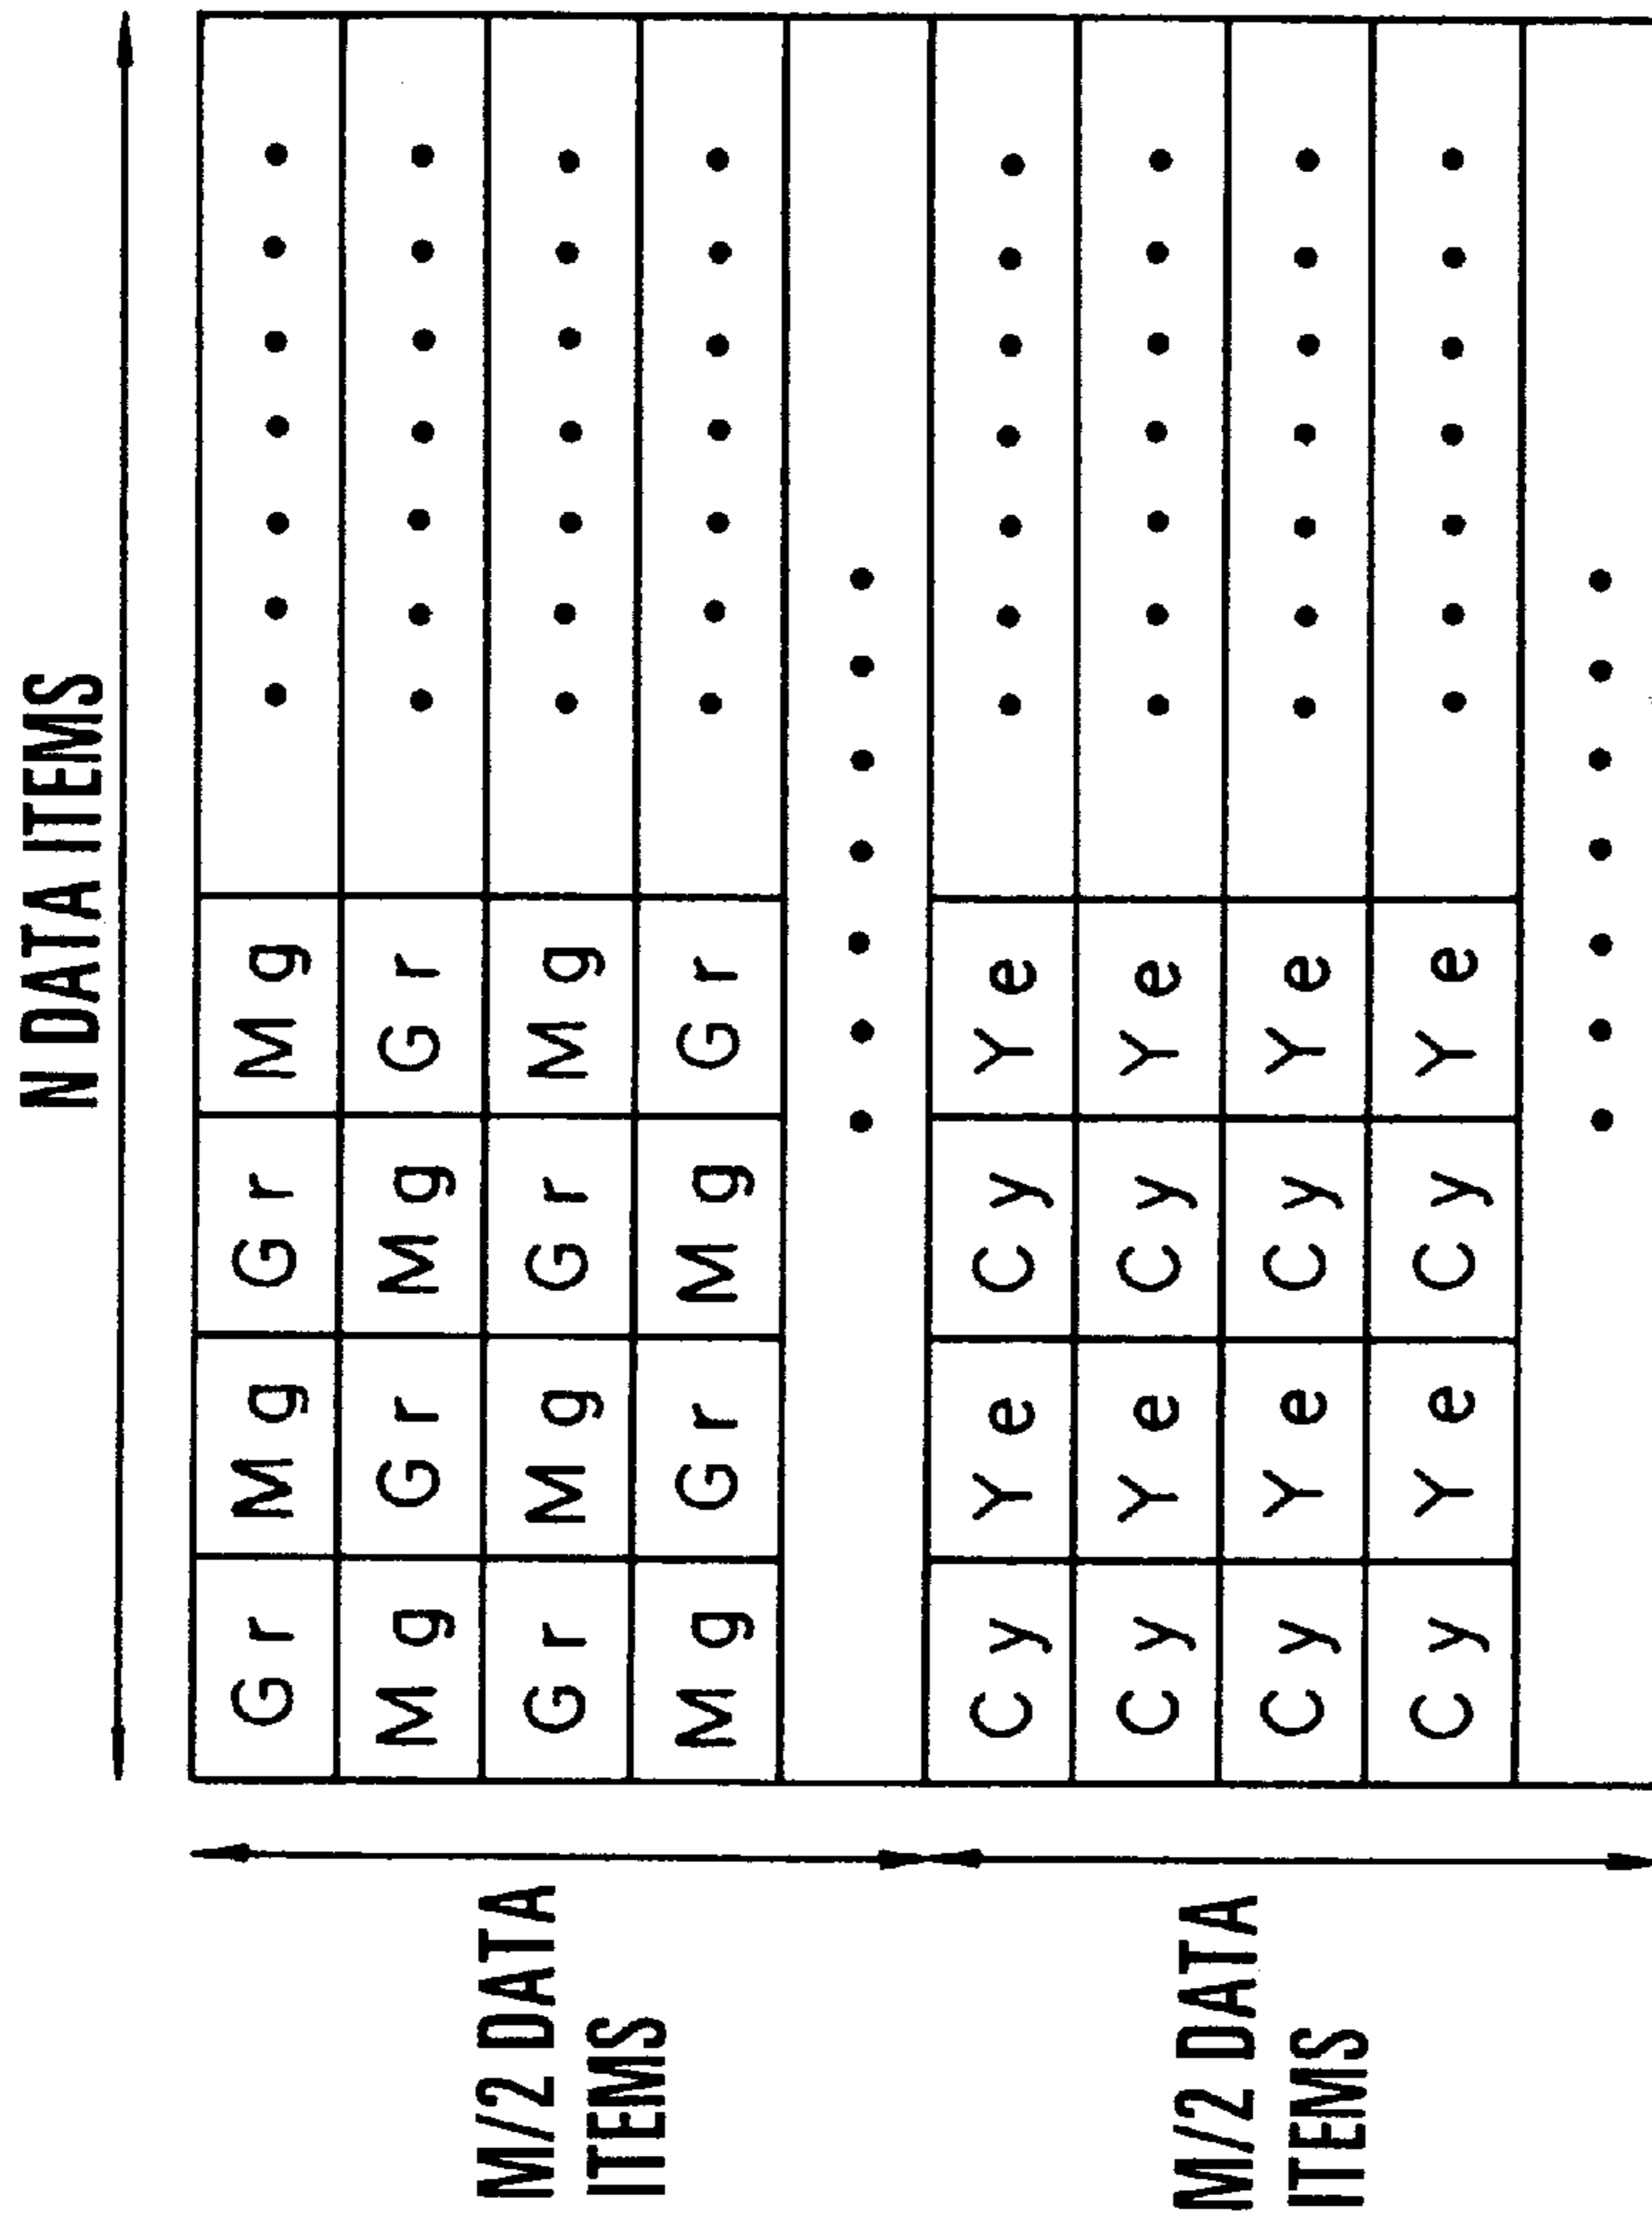 N DATA ITEMS
M/2 DATA
ITEMS
Gr Mg Gr Mg • • • • • • •
Mg Gr Mg Gr • • • • • • •
Gr Mg Gr Mg • • • • • • •
Mg Gr Mg Gr • • • • • • •
• • • • • • •
M/2 DATA
ITEMS
Cy Ye Cy Ye • • • • • • •
Cy Ye Cy Ye • • • • • • •
Cy Ye Cy Ye • • • • • • •
Cy Ye Cy Ye • • • • • • •
• • • • • • •